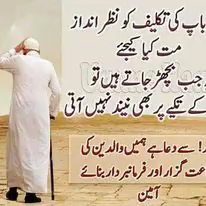 باپ کی تکلیف کو نظر انداز
مت کیا کیجئے
جب بچھڑ جاتے ہیں تو
کے تکیے پر بھی نیند نہیں آتی
! سے دعا ہے ہمیں والدین کی
عت گزار اور فرمانبردار بنائے
آمین